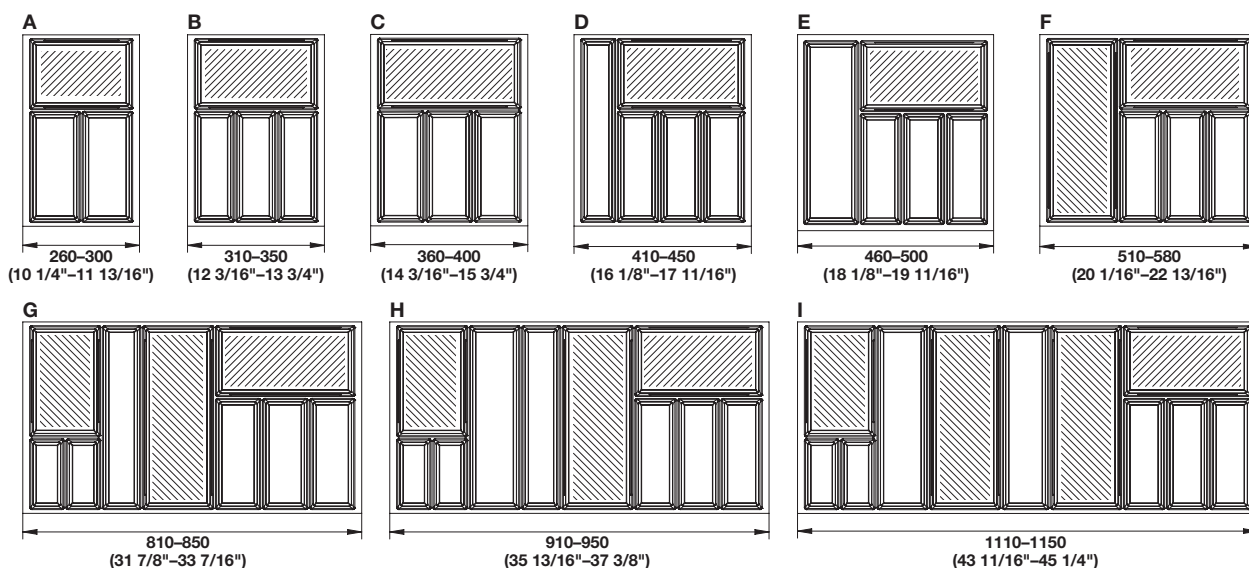 A
B
C
D
E
F
260–300
(10 1/4"–11 13/16")
310–350
(12 3/16"–13 3/4")
360–400
(14 3/16"–15 3/4")
410–450
(16 1/8"–17 11/16")
460–500
(18 1/8"–19 11/16")
510–580
(20 1/16"–22 13/16")
G
H
I
810–850
(31 7/8"–33 7/16")
910–950
(35 13/16"–37 3/8")
1110–1150
(43 11/16"–45 1/4")